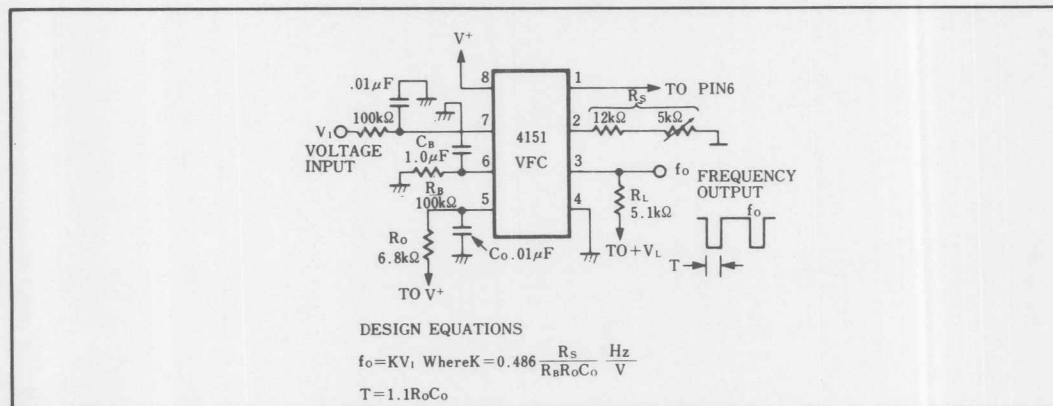 V⁺
.01μF
8
1
TO PIN6
RS
100kΩ
7
2
12kΩ
5kΩ
VI
VOLTAGE
INPUT
CB
1.0μF
4151
VFC
6
3
fo
FREQUENCY
OUTPUT
RB
100kΩ
5
4
RL
5.1kΩ
fo
RO
6.8kΩ
CO .01μF
TO+VL
T
TO V⁺
DESIGN EQUATIONS
fo=KVI WhereK=0.486 RS/RBROCO Hz/V
T=1.1ROCO